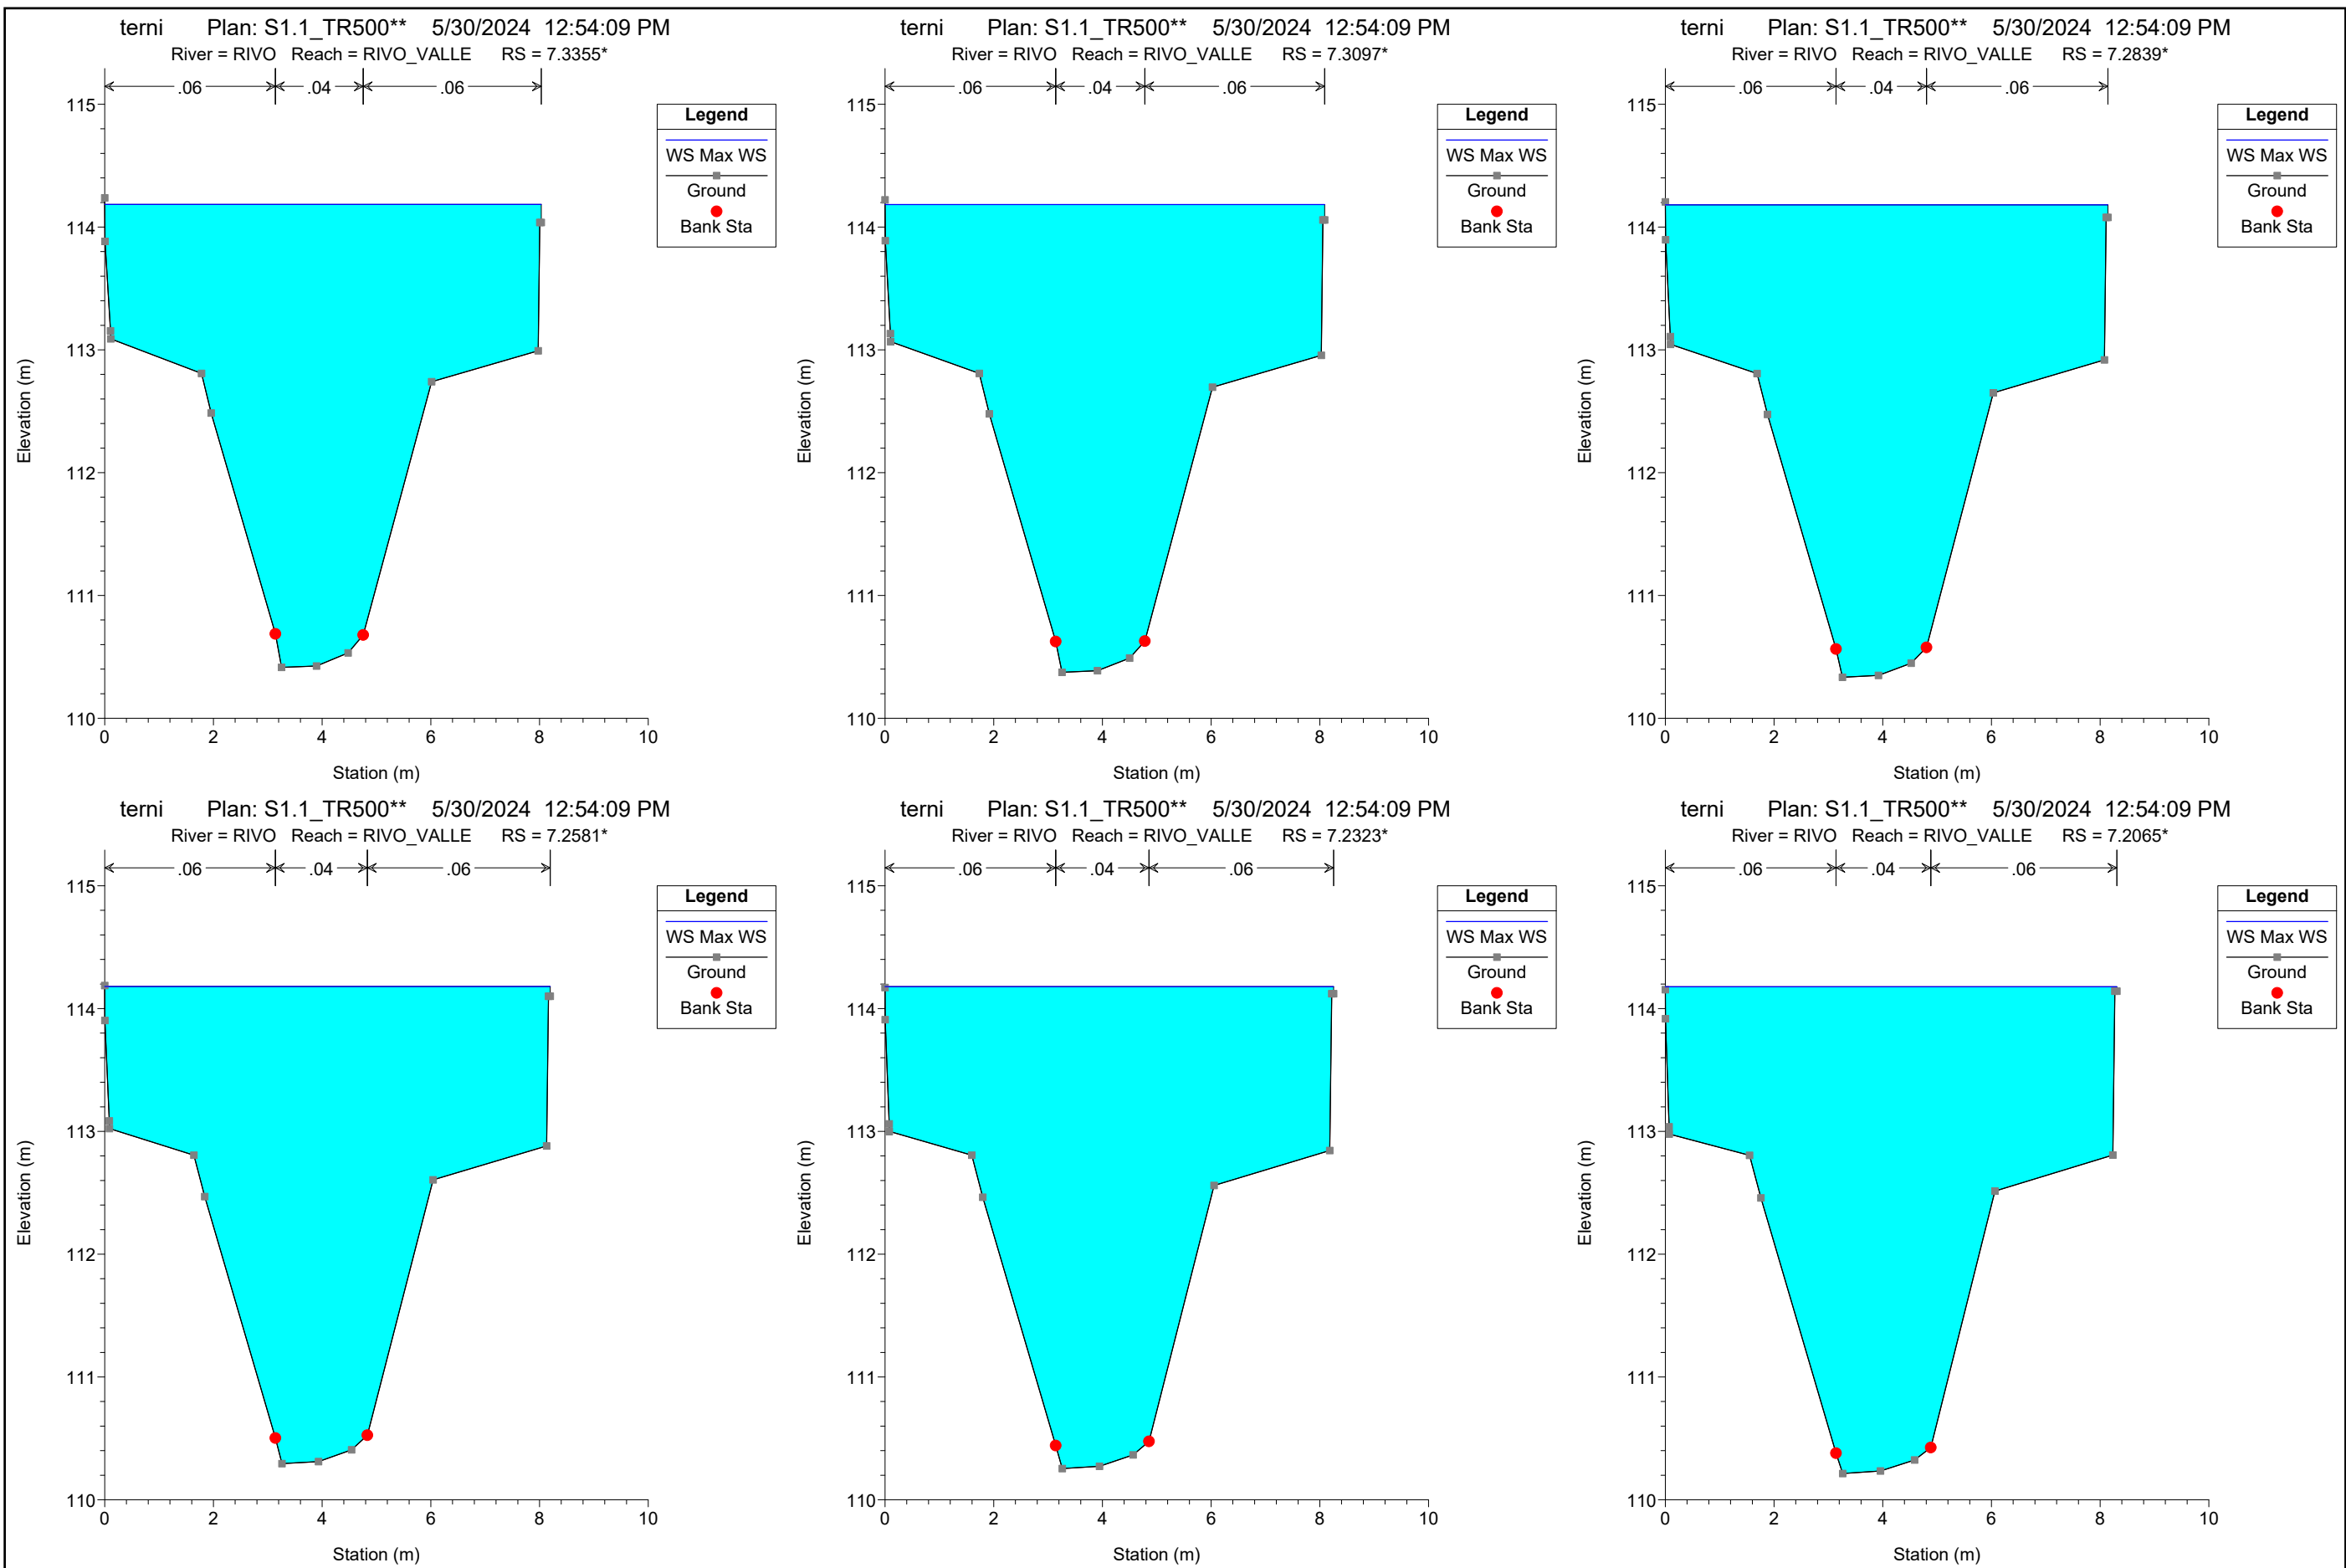 terni Plan: S1.1_TR500** 5/30/2024 12:54:09 PM
River = RIVO Reach = RIVO_VALLE RS = 7.3355*
.06 .04 .06
Legend
WS Max WS
Ground
Bank Sta
115
114
113
112
111
110
Elevation (m)
0 2 4 6 8 10
Station (m)
terni Plan: S1.1_TR500** 5/30/2024 12:54:09 PM
River = RIVO Reach = RIVO_VALLE RS = 7.3097*
.06 .04 .06
Legend
WS Max WS
Ground
Bank Sta
115
114
113
112
111
110
Elevation (m)
0 2 4 6 8 10
Station (m)
terni Plan: S1.1_TR500** 5/30/2024 12:54:09 PM
River = RIVO Reach = RIVO_VALLE RS = 7.2839*
.06 .04 .06
Legend
WS Max WS
Ground
Bank Sta
115
114
113
112
111
110
Elevation (m)
0 2 4 6 8 10
Station (m)
terni Plan: S1.1_TR500** 5/30/2024 12:54:09 PM
River = RIVO Reach = RIVO_VALLE RS = 7.2581*
.06 .04 .06
Legend
WS Max WS
Ground
Bank Sta
115
114
113
112
111
110
Elevation (m)
0 2 4 6 8 10
Station (m)
terni Plan: S1.1_TR500** 5/30/2024 12:54:09 PM
River = RIVO Reach = RIVO_VALLE RS = 7.2323*
.06 .04 .06
Legend
WS Max WS
Ground
Bank Sta
115
114
113
112
111
110
Elevation (m)
0 2 4 6 8 10
Station (m)
terni Plan: S1.1_TR500** 5/30/2024 12:54:09 PM
River = RIVO Reach = RIVO_VALLE RS = 7.2065*
.06 .04 .06
Legend
WS Max WS
Ground
Bank Sta
115
114
113
112
111
110
Elevation (m)
0 2 4 6 8 10
Station (m)